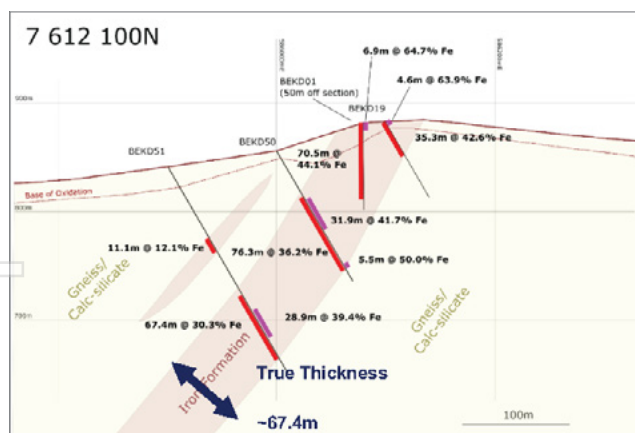 7 612 100N
6.9m @ 64.7% Fe
BEKD01
(50m off section)
4.6m @ 63.9% Fe
BEKD19
900m
BEKD50
BEKD51
70.5m @
44.1% Fe
35.3m @ 42.6% Fe
Base of Oxidation
800m
31.9m @ 41.7% Fe
11.1m @ 12.1% Fe
76.3m @ 36.2% Fe
5.5m @ 50.0% Fe
Gneiss/
Calc-silicate
Gneiss/
Calc-silicate
700m
67.4m @ 30.3% Fe
28.9m @ 39.4% Fe
Iron Formation
True Thickness
~67.4m
100m